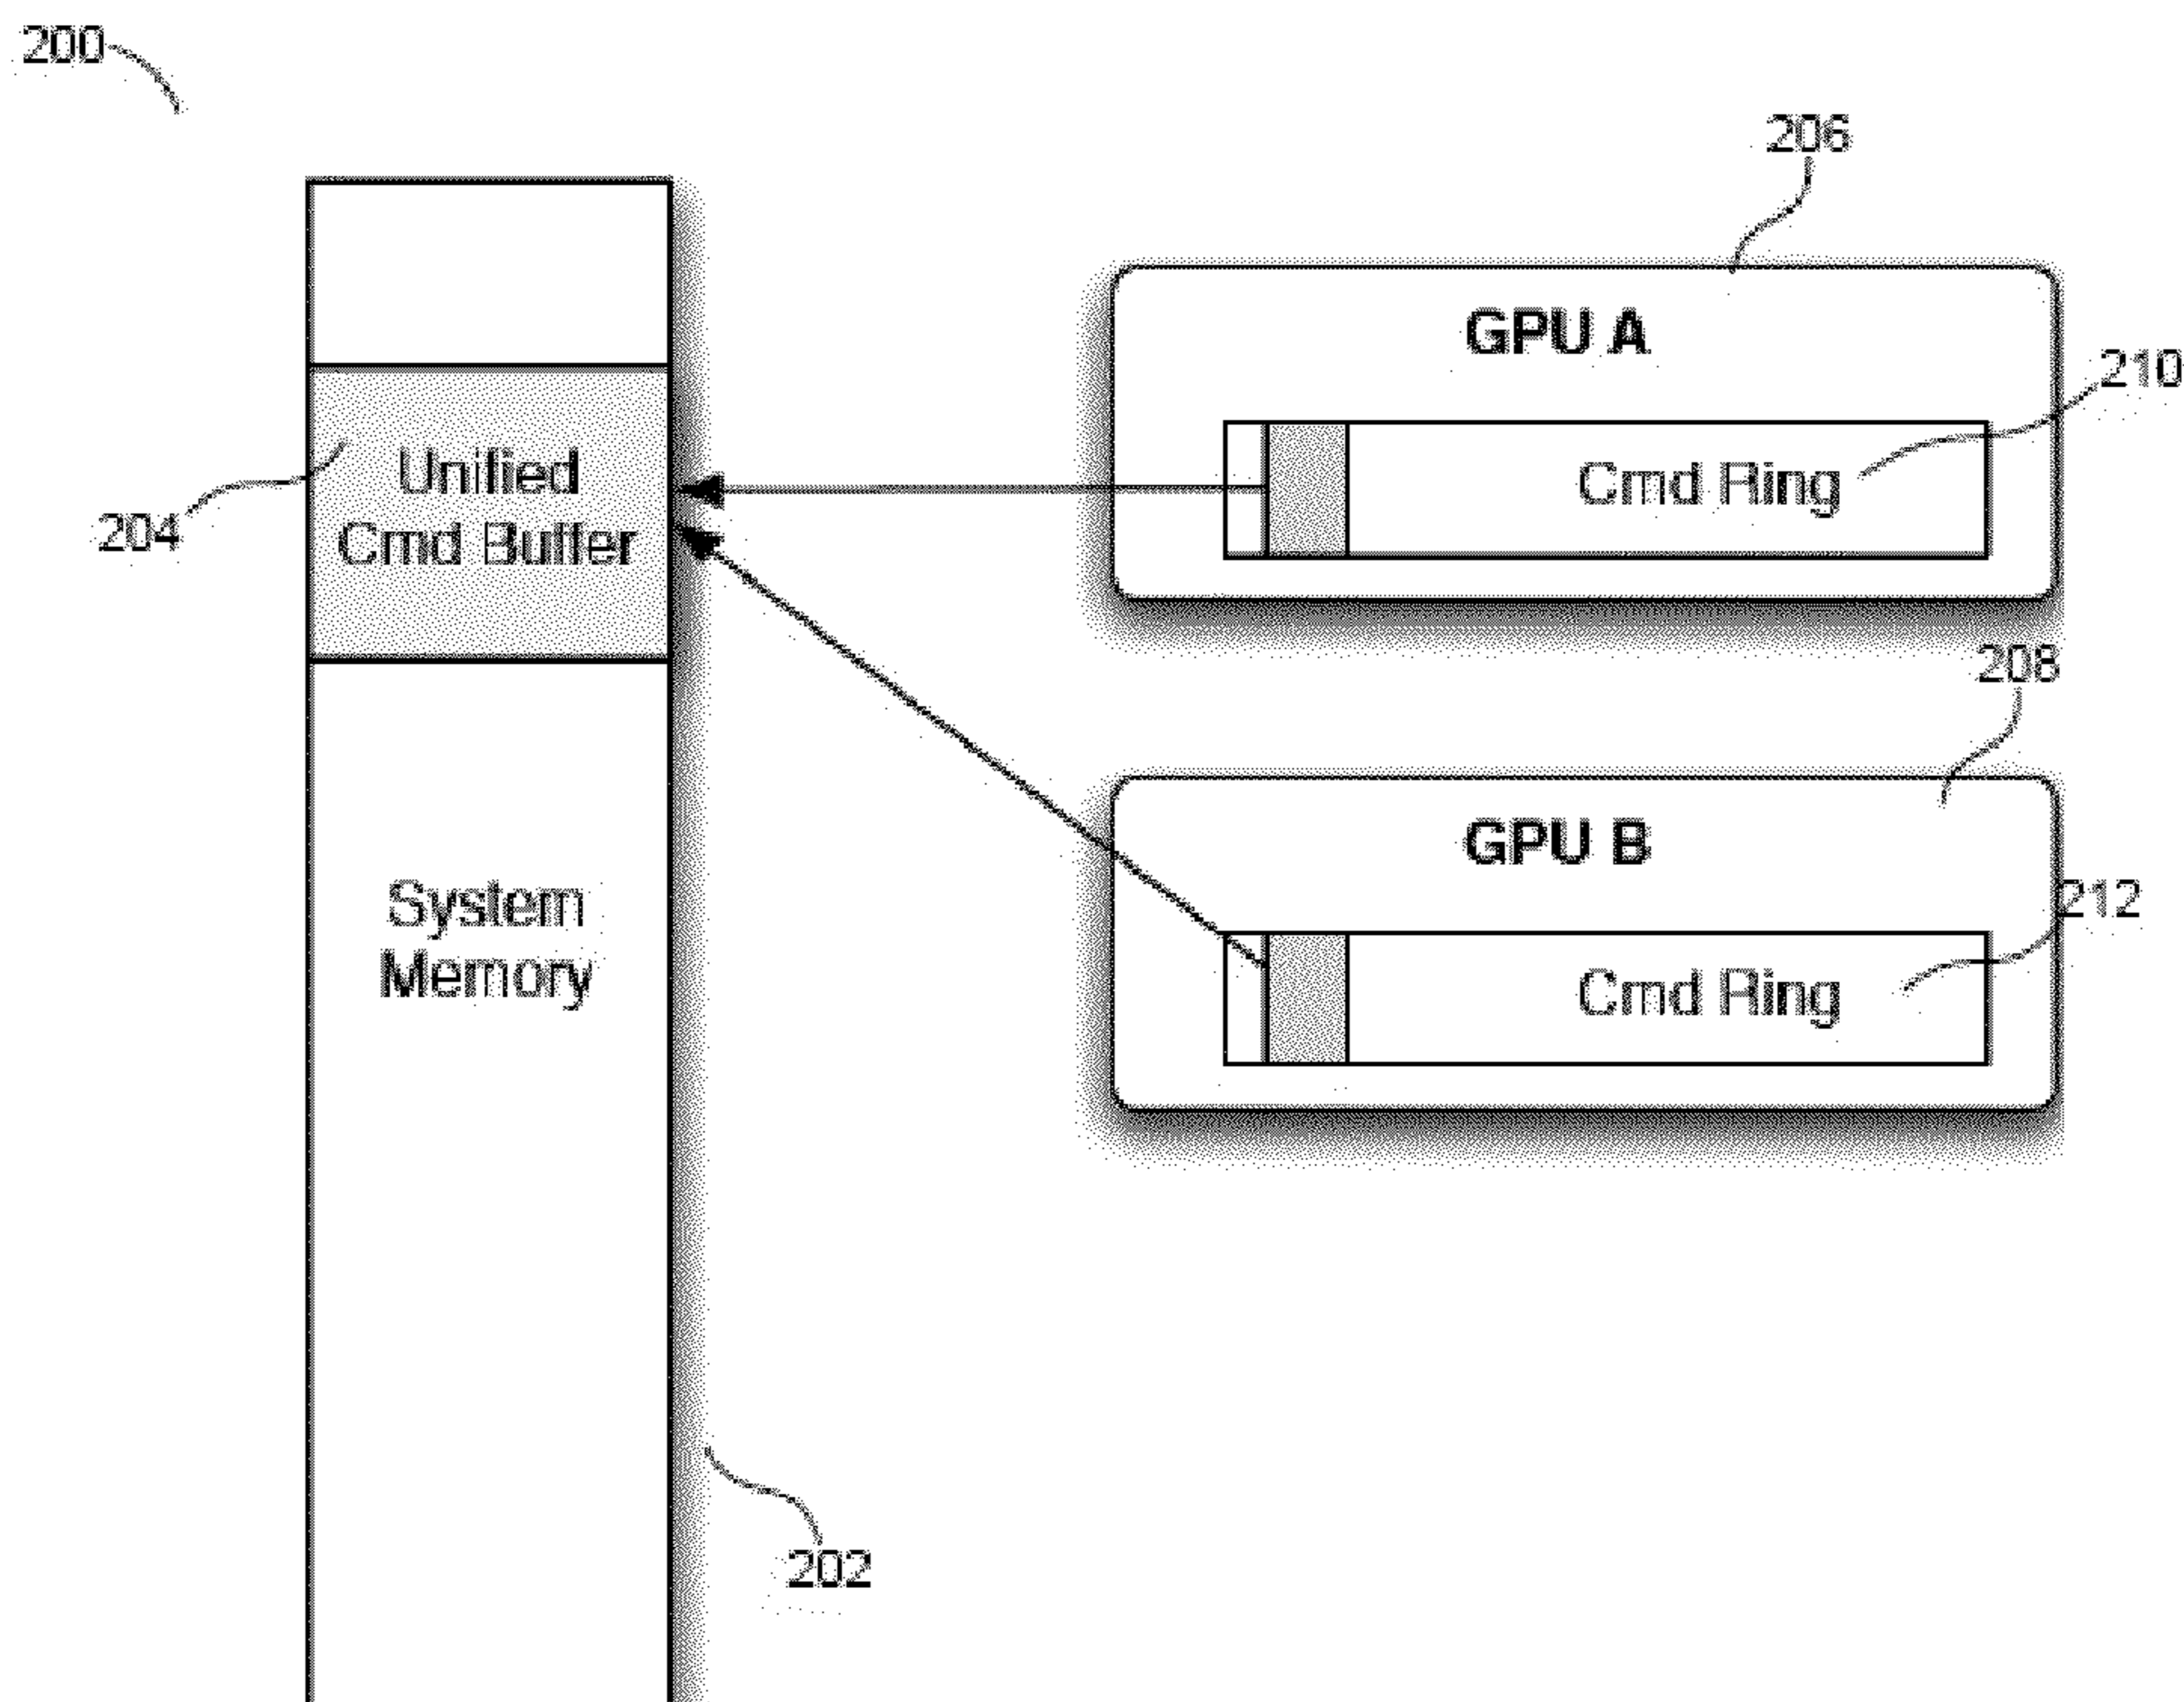 200
206
GPU A
210
Unified
Cmd Buffer
Cmd Ring
204
208
GPU B
212
System
Memory
Cmd Ring
202